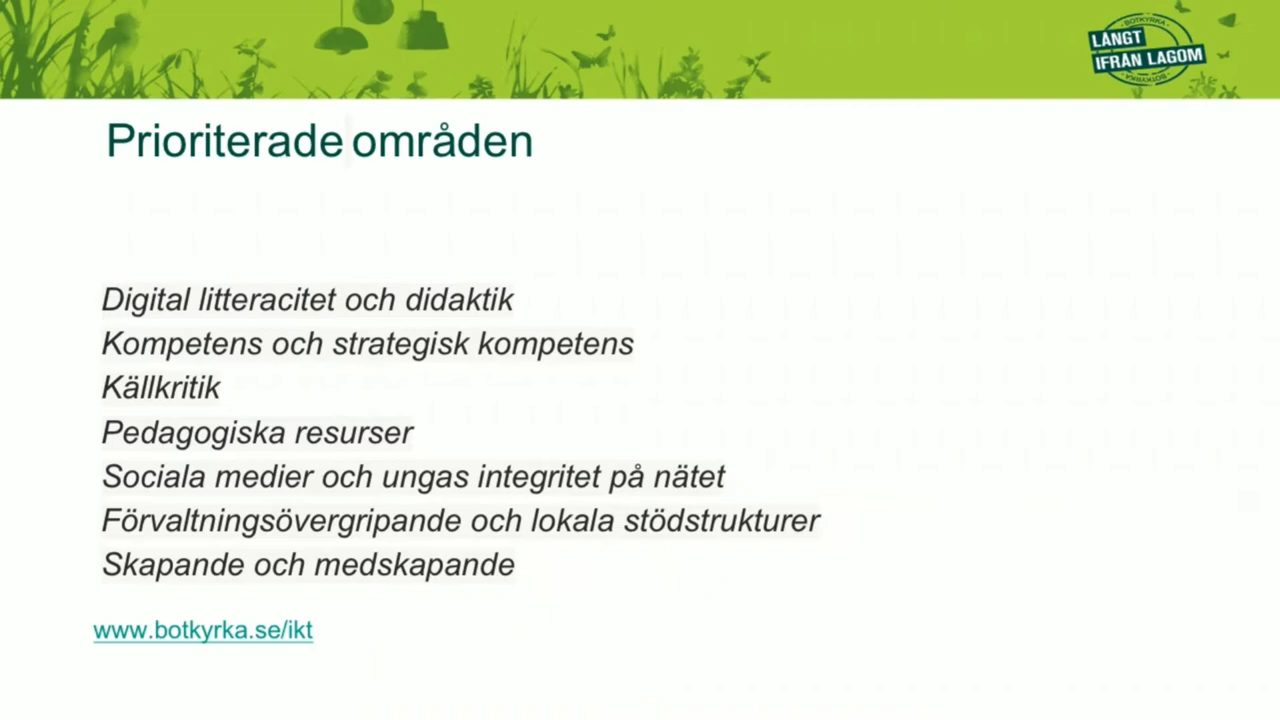 BOTKYRKA
LÅNGT
IFRÅN LAGOM
BOTKYRKA
Prioriterade områden
Digital litteracitet och didaktik
Kompetens och strategisk kompetens
Källkritik
Pedagogiska resurser
Sociala medier och ungas integritet på nätet
Förvaltningsövergripande och lokala stödstrukturer
Skapande och medskapande
www.botkyrka.se/ikt